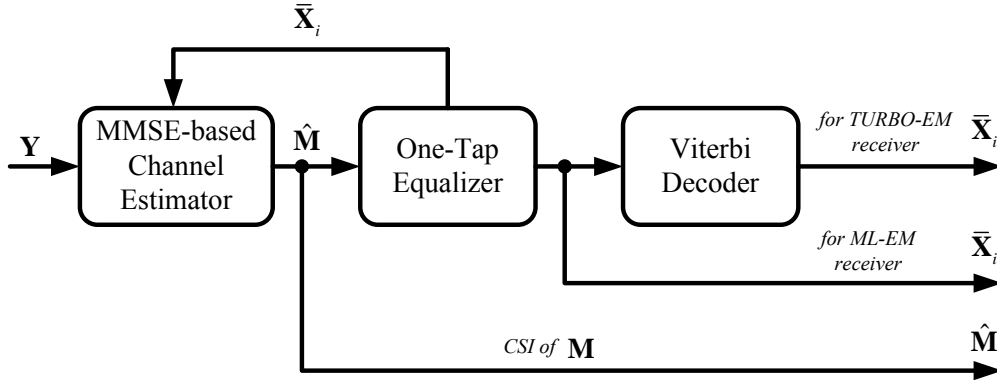 X̄ᵢ
Y
MMSE-based
Channel
Estimator
M̂
One-Tap
Equalizer
Viterbi
Decoder
for TURBO-EM
receiver
X̄ᵢ
for ML-EM
receiver
X̄ᵢ
CSI of M
M̂